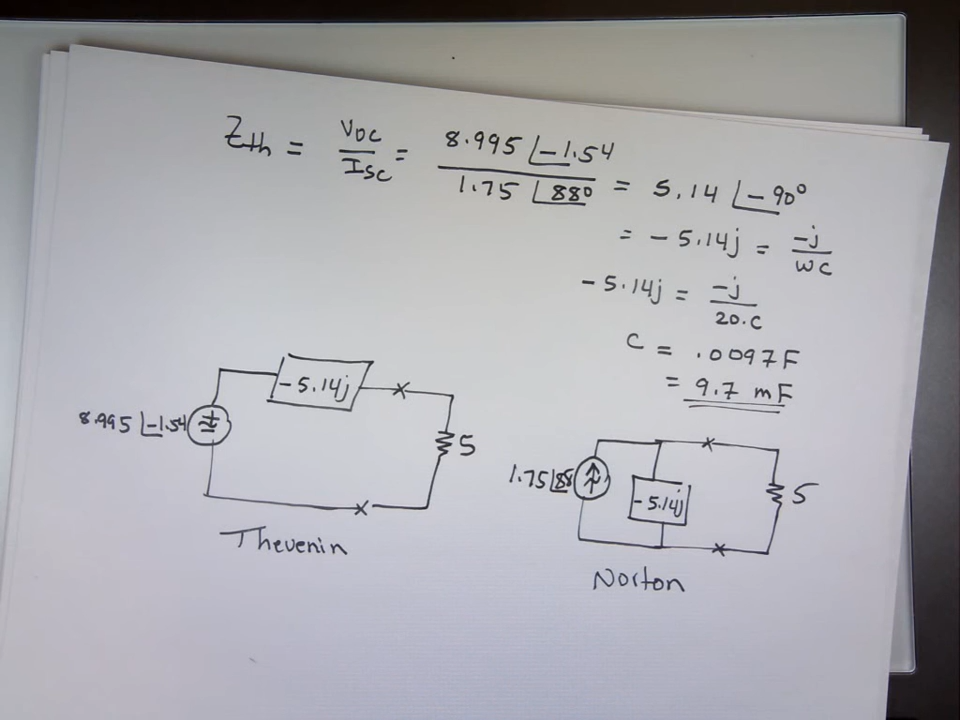 Zth = Voc / Isc = 8.995 ∠-1.54 / 1.75 ∠88° = 5.14 ∠-90°
= -5.14j = -j / wc
-5.14j = -j / 20.C
C = .0097F
= 9.7 mF
-5.14j
8.995 ∠-1.54
5
Thevenin
1.75∠88
-5.14j
5
Norton